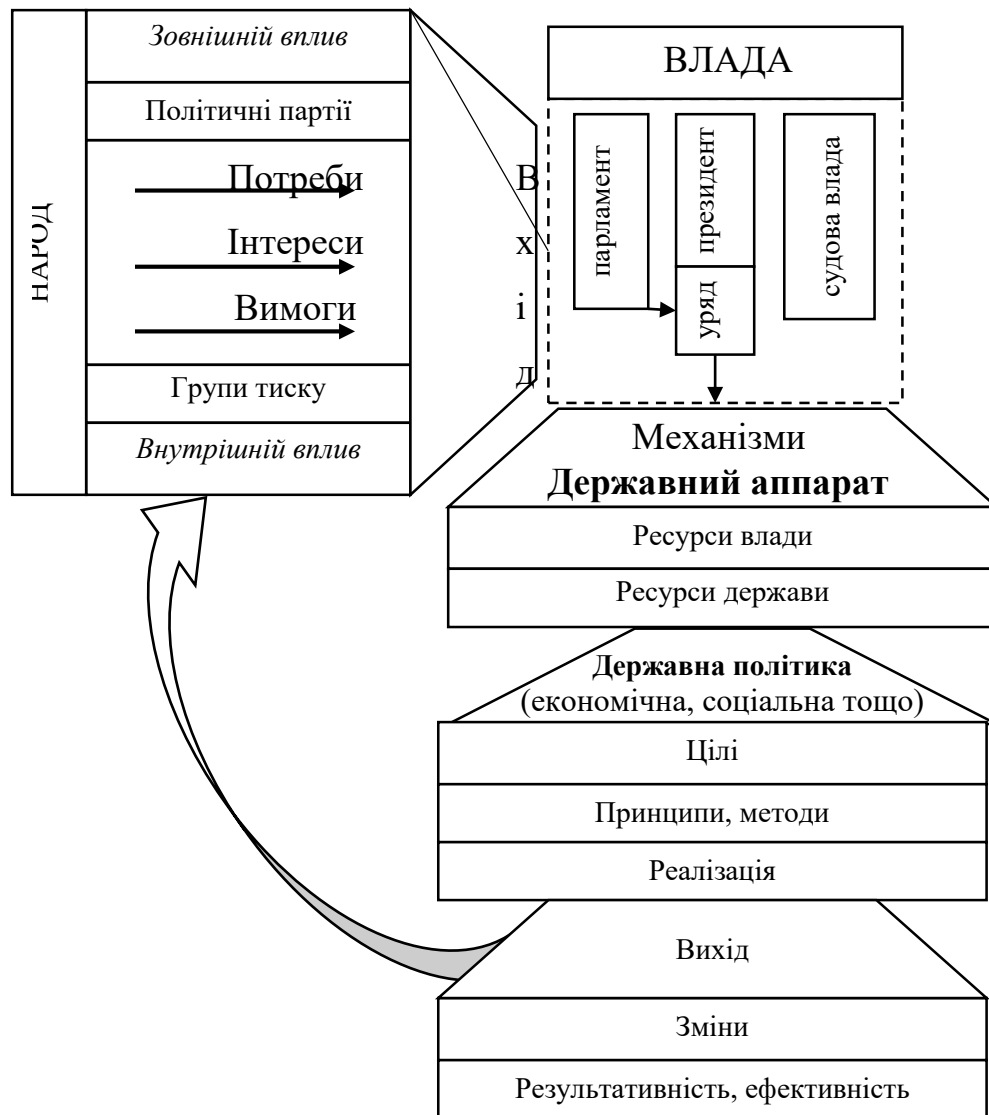 НАРОД
Зовнішній вплив
Політичні партії
Потреби
Інтереси
Вимоги
Групи тиску
Внутрішній вплив
В
х
і
д
ВЛАДА
парламент
президент
уряд
судова влада
Механізми
Державний аппарат
Ресурси влади
Ресурси держави
Державна політика
(економічна, соціальна тощо)
Цілі
Принципи, методи
Реалізація
Вихід
Зміни
Результативність, ефективність